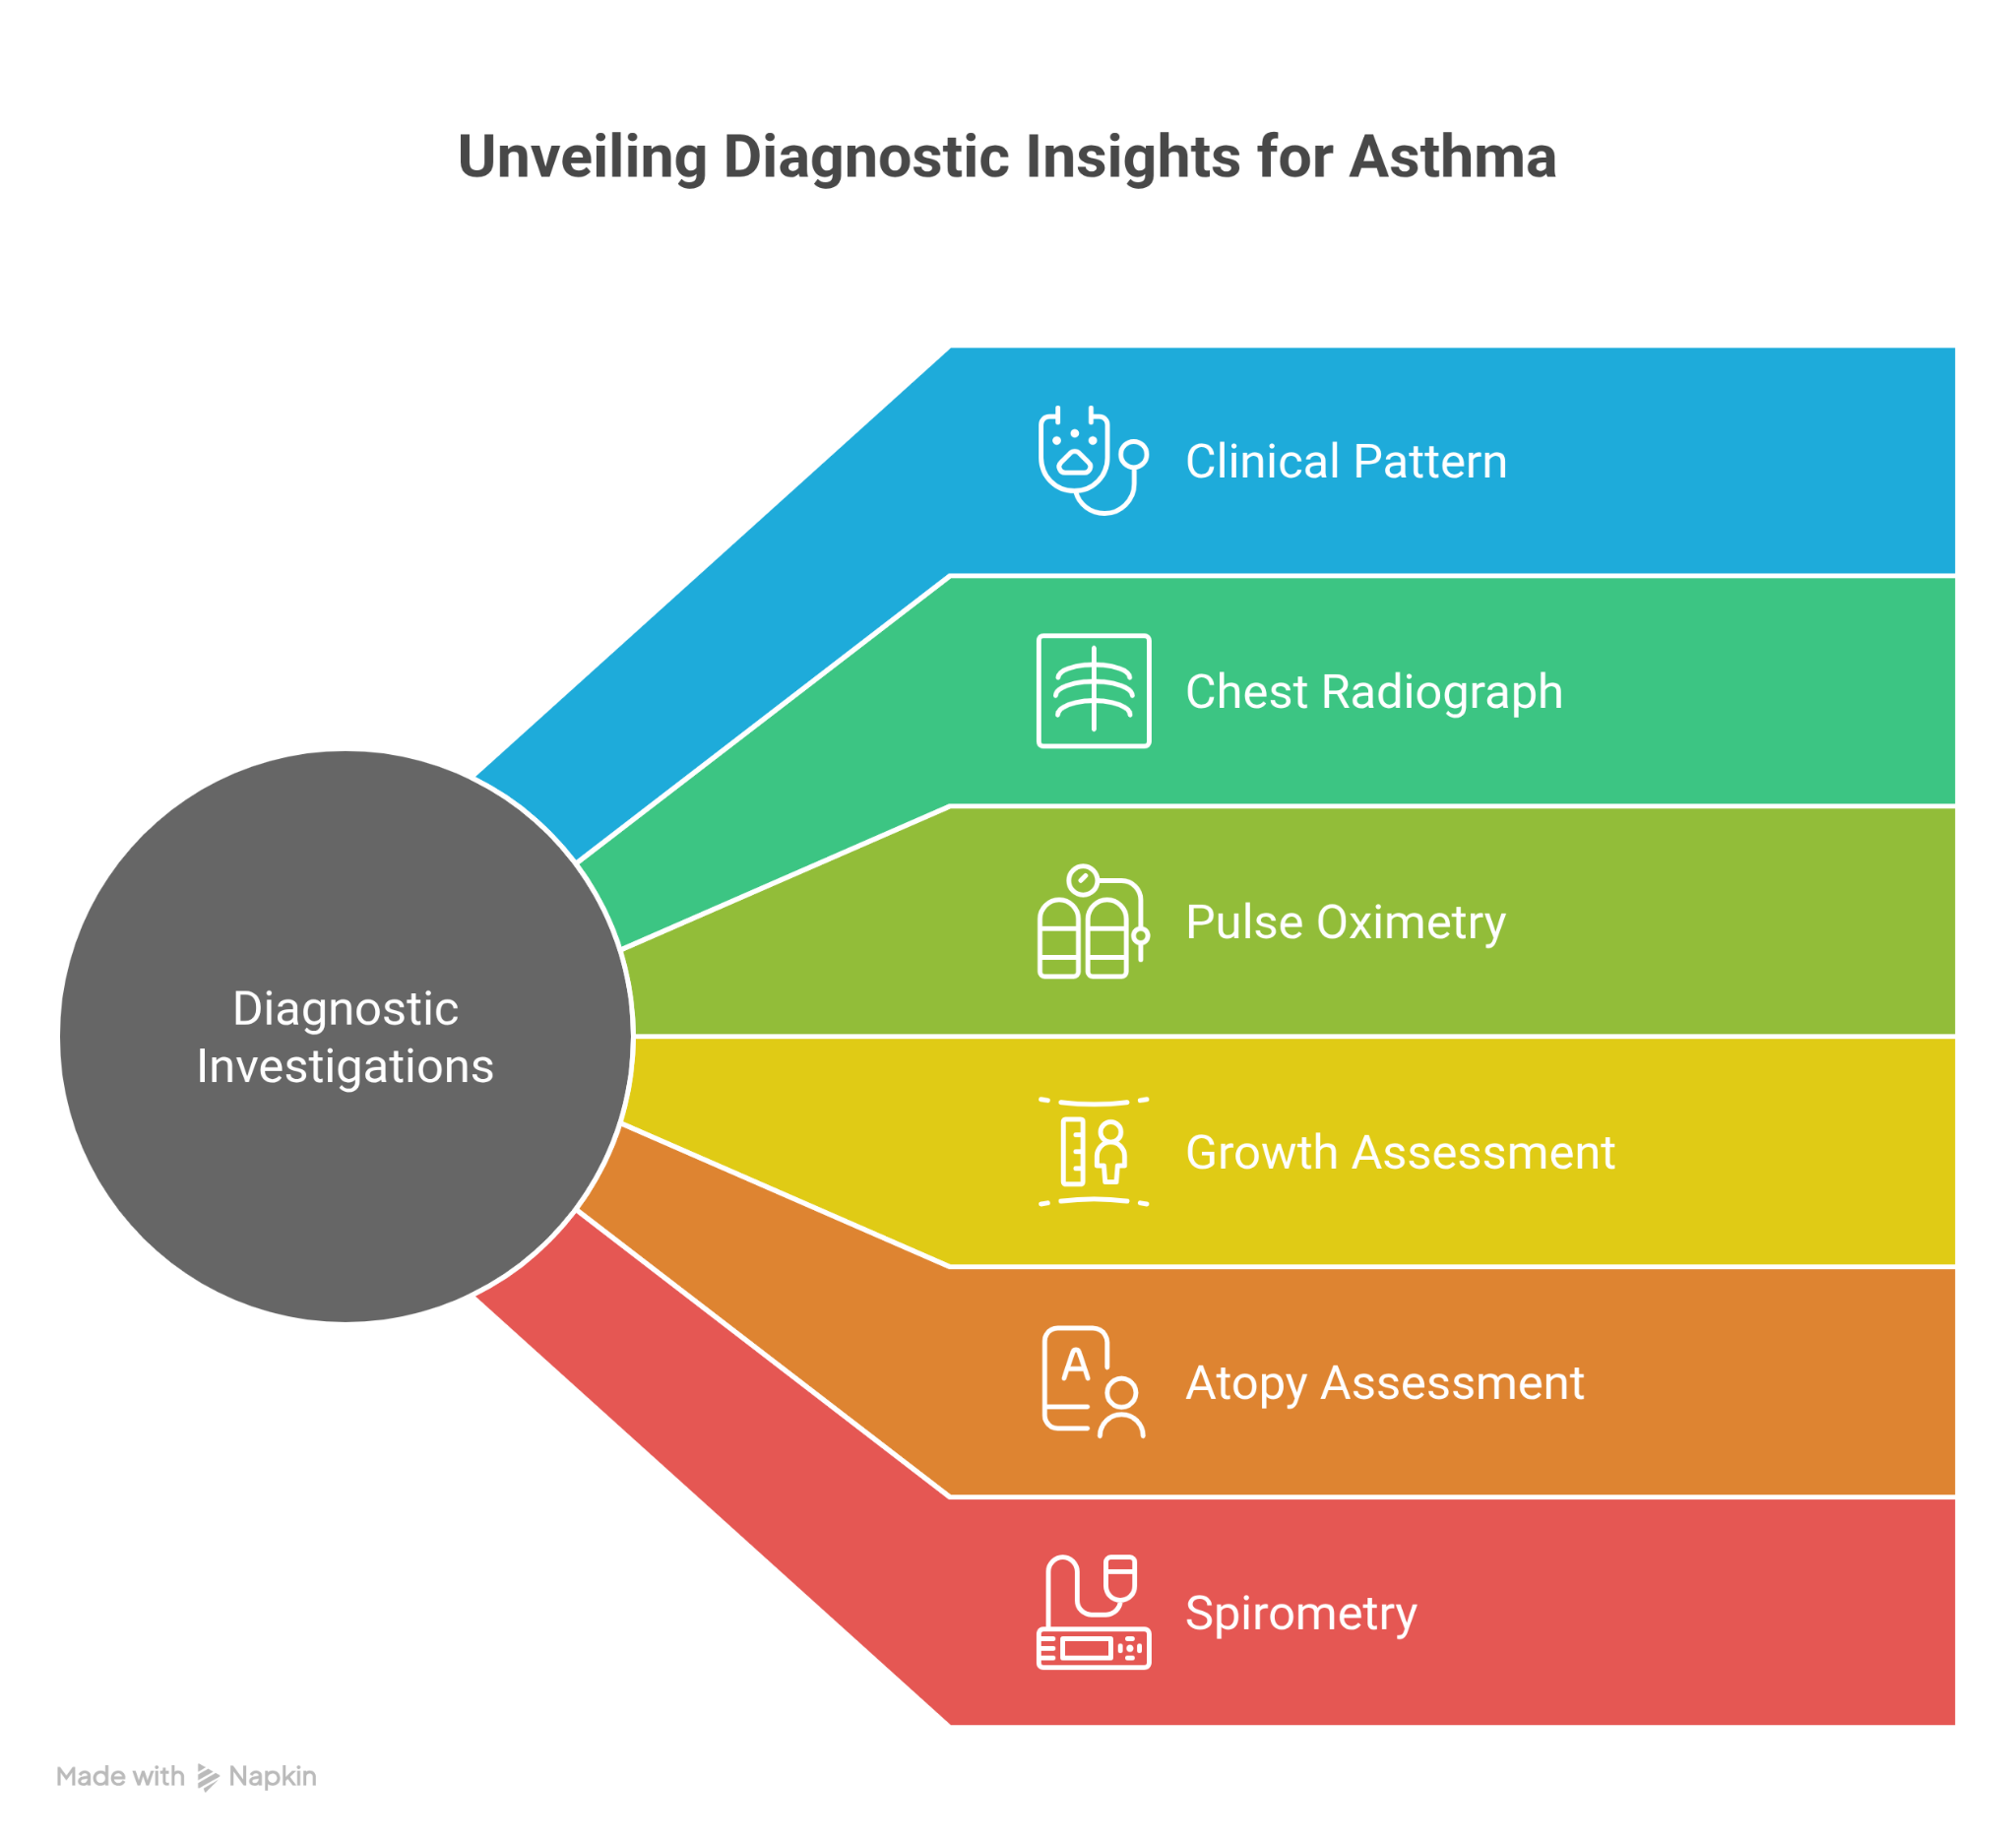 Unveiling Diagnostic Insights for Asthma
Clinical Pattern
Chest Radiograph
Pulse Oximetry
Diagnostic
Investigations
Growth Assessment
A
Atopy Assessment
Spirometry
Made with Napkin